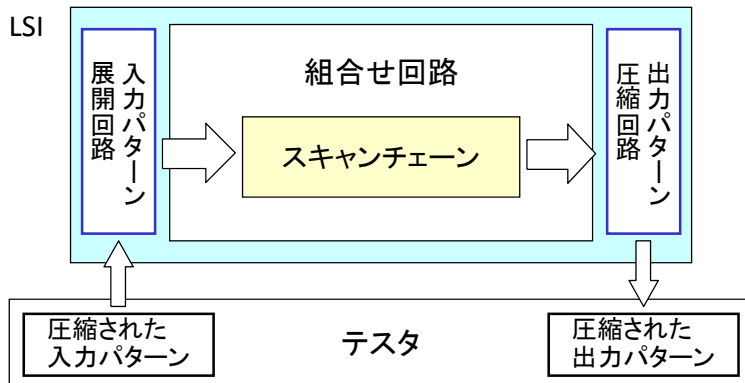 LSI
入力パターン
展開回路
組合せ回路
スキャンチェーン
出力パターン
圧縮回路
圧縮された
入力パターン
テスタ
圧縮された
出力パターン